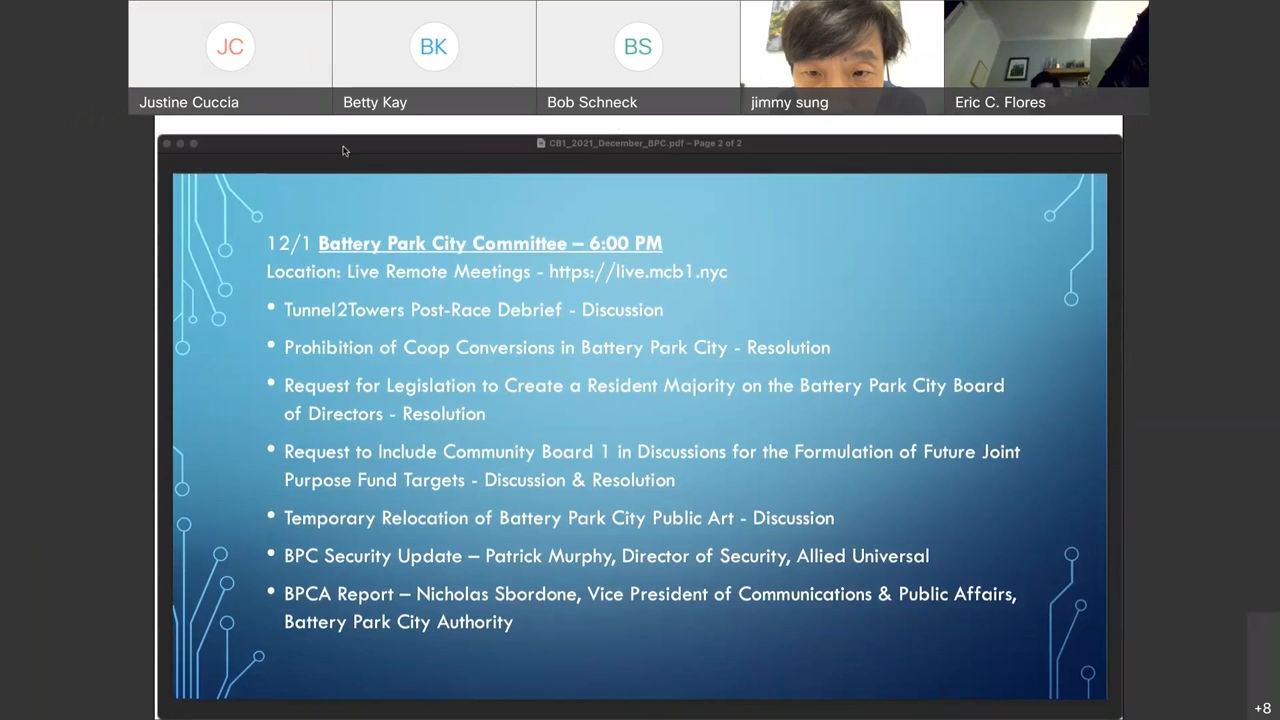 JC
BK
BS
Justine Cuccia
Betty Kay
Bob Schneck
jimmy sung
Eric C. Flores
CB1_2021_December_BPC.pdf – Page 2 of 2
12/1 Battery Park City Committee – 6:00 PM
Location: Live Remote Meetings - https://live.mcb1.nyc
• Tunnel2Towers Post-Race Debrief - Discussion
• Prohibition of Coop Conversions in Battery Park City - Resolution
• Request for Legislation to Create a Resident Majority on the Battery Park City Board
of Directors - Resolution
• Request to Include Community Board 1 in Discussions for the Formulation of Future Joint
Purpose Fund Targets - Discussion & Resolution
• Temporary Relocation of Battery Park City Public Art - Discussion
• BPC Security Update – Patrick Murphy, Director of Security, Allied Universal
• BPCA Report – Nicholas Sbordone, Vice President of Communications & Public Affairs,
Battery Park City Authority
+8